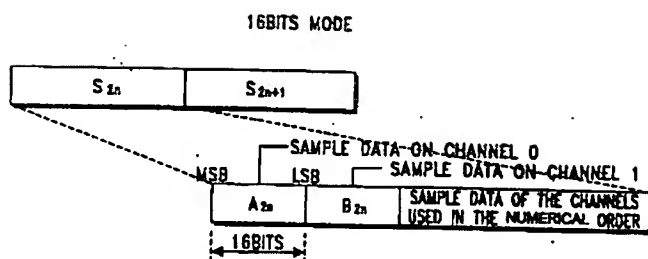 16BITS MODE
S2n S2n+1
SAMPLE DATA ON CHANNEL 0
MSB LSB SAMPLE DATA ON CHANNEL 1
A2n B2n SAMPLE DATA OF THE CHANNELS
USED IN THE NUMERICAL ORDER
16BITS